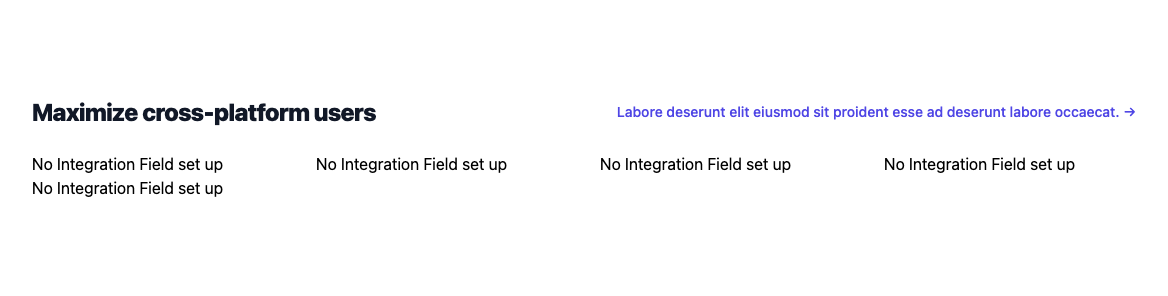 Maximize cross-platform users
Labore deserunt elit eiusmod sit proident esse ad deserunt labore occaecat. →
No Integration Field set up
No Integration Field set up
No Integration Field set up
No Integration Field set up
No Integration Field set up